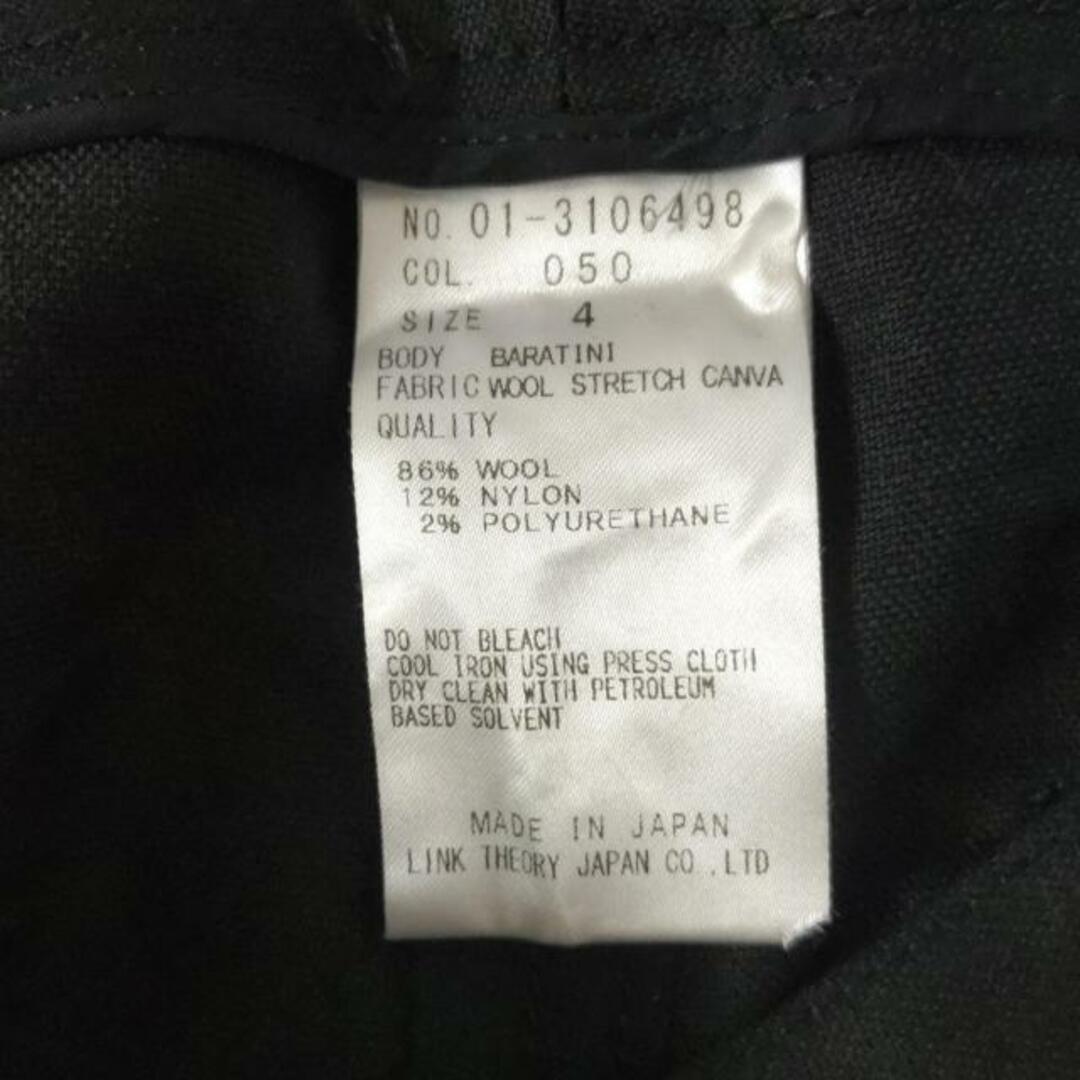 NO. 01-3106498
COL. 050
SIZE 4
BODY BARATINI
FABRIC WOOL STRETCH CANVA
QUALITY
86% WOOL
12% NYLON
2% POLYURETHANE
DO NOT BLEACH
COOL IRON USING PRESS CLOTH
DRY CLEAN WITH PETROLEUM
BASED SOLVENT
MADE IN JAPAN
LINK THEORY JAPAN CO.,LTD